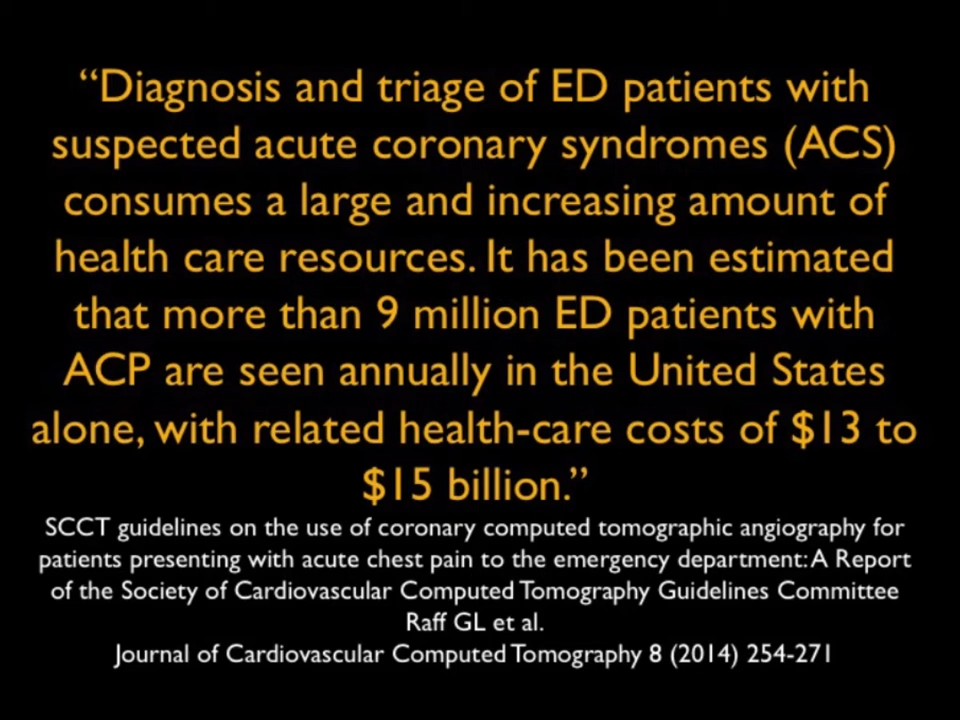 “Diagnosis and triage of ED patients with
suspected acute coronary syndromes (ACS)
consumes a large and increasing amount of
health care resources. It has been estimated
that more than 9 million ED patients with
ACP are seen annually in the United States
alone, with related health-care costs of $13 to
$15 billion.”
SCCT guidelines on the use of coronary computed tomographic angiography for
patients presenting with acute chest pain to the emergency department: A Report
of the Society of Cardiovascular Computed Tomography Guidelines Committee
Raff GL et al.
Journal of Cardiovascular Computed Tomography 8 (2014) 254-271